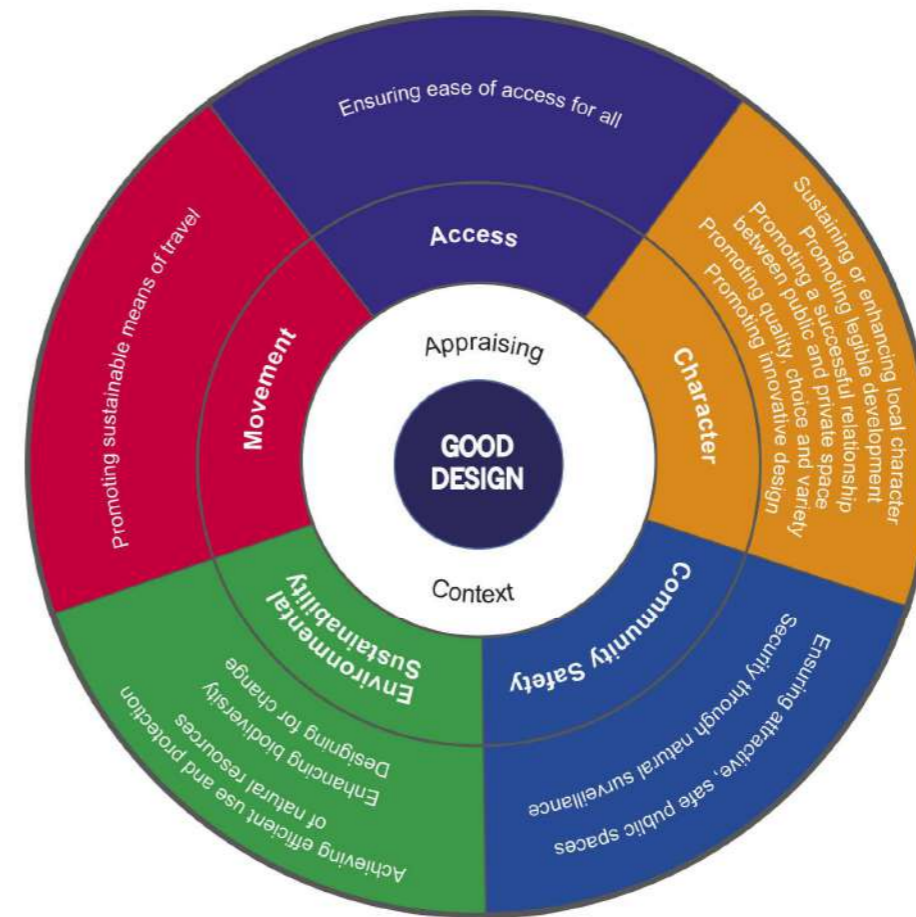 Ensuring ease of access for all
Access
Sustaining or enhancing local character
Promoting legible development
Promoting a successful relationship
between public and private space
Promoting quality, choice and variety
Promoting innovative design
Character
Ensuring attractive, safe public spaces
Security through natural surveillance
Community Safety
Environmental
Sustainability
Achieving efficient use and protection
of natural resources
Enhancing biodiversity
Designing for change
Promoting sustainable means of travel
Movement
Appraising
GOOD
DESIGN
Context